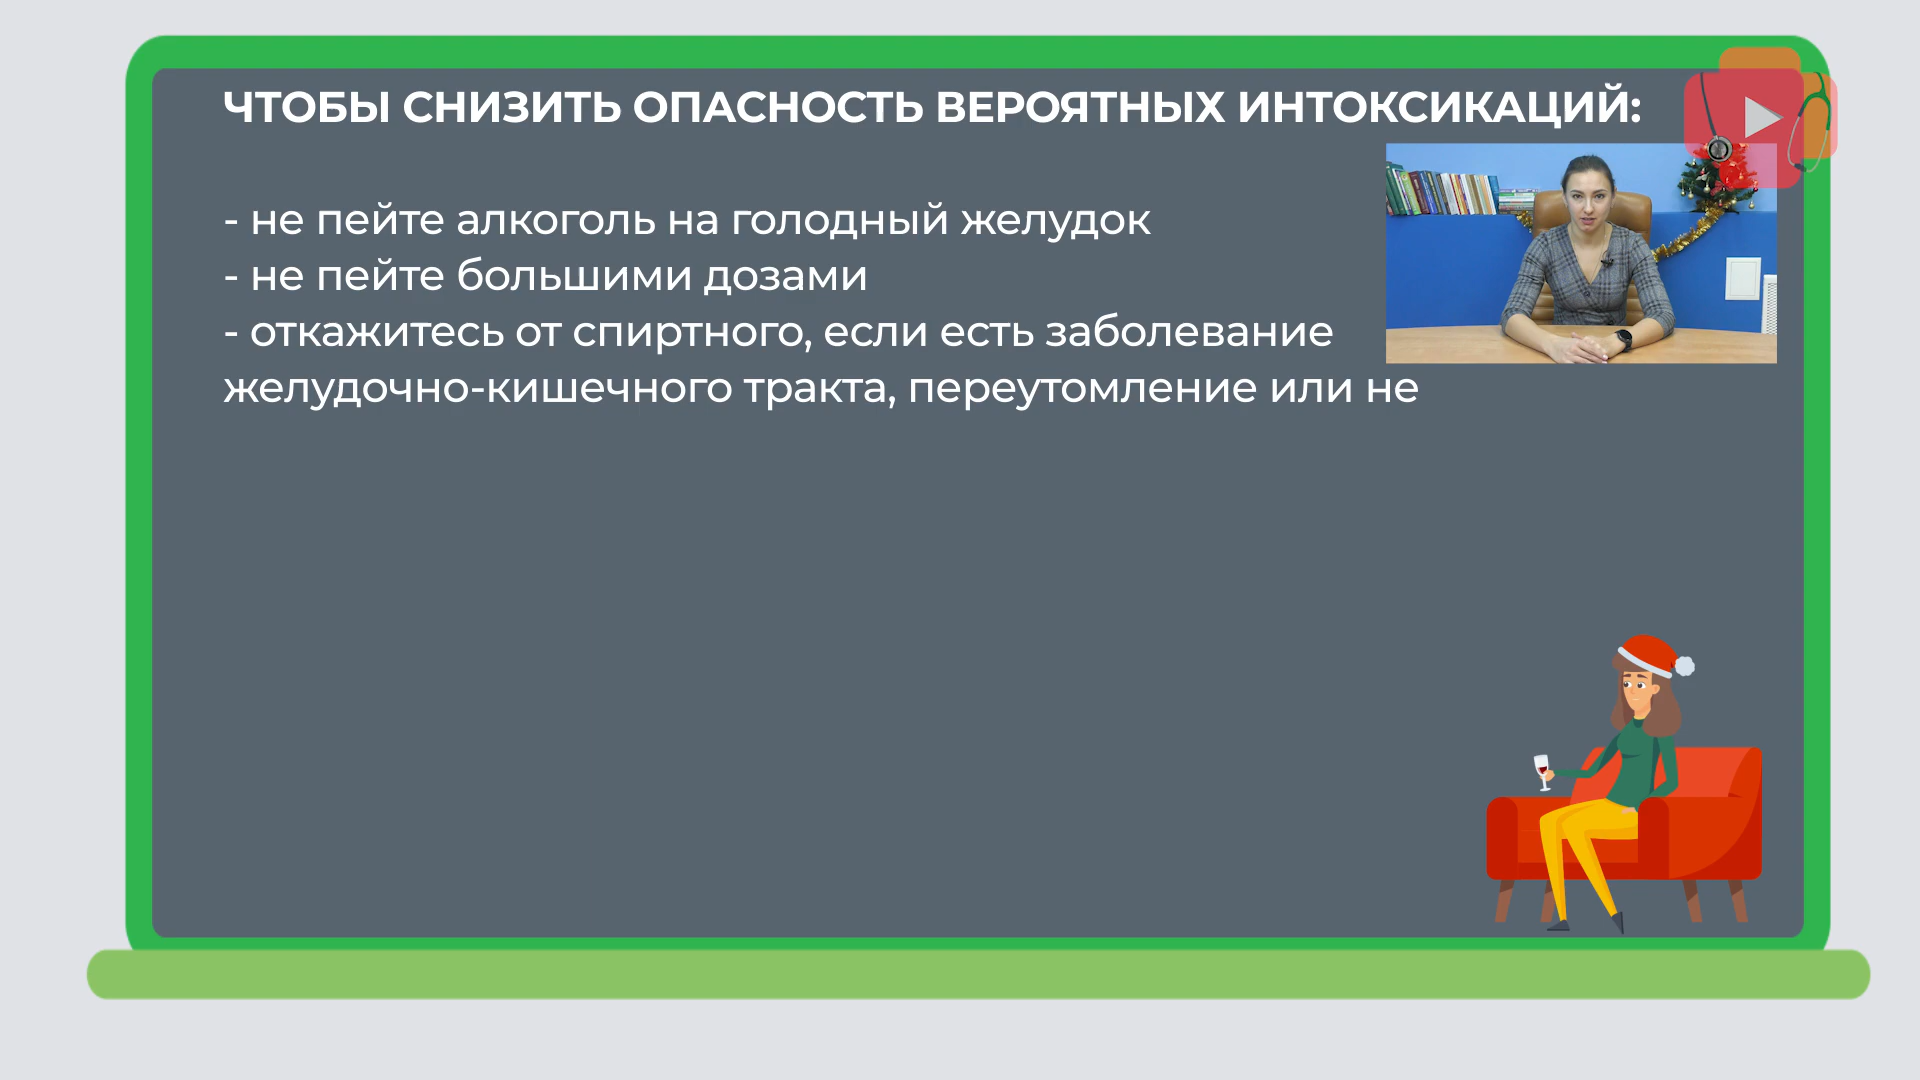 ЧТОБЫ СНИЗИТЬ ОПАСНОСТЬ ВЕРОЯТНЫХ ИНТОКСИКАЦИЙ:
- не пейте алкоголь на голодный желудок
- не пейте большими дозами
- откажитесь от спиртного, если есть заболевание
желудочно-кишечного тракта, переутомление или не